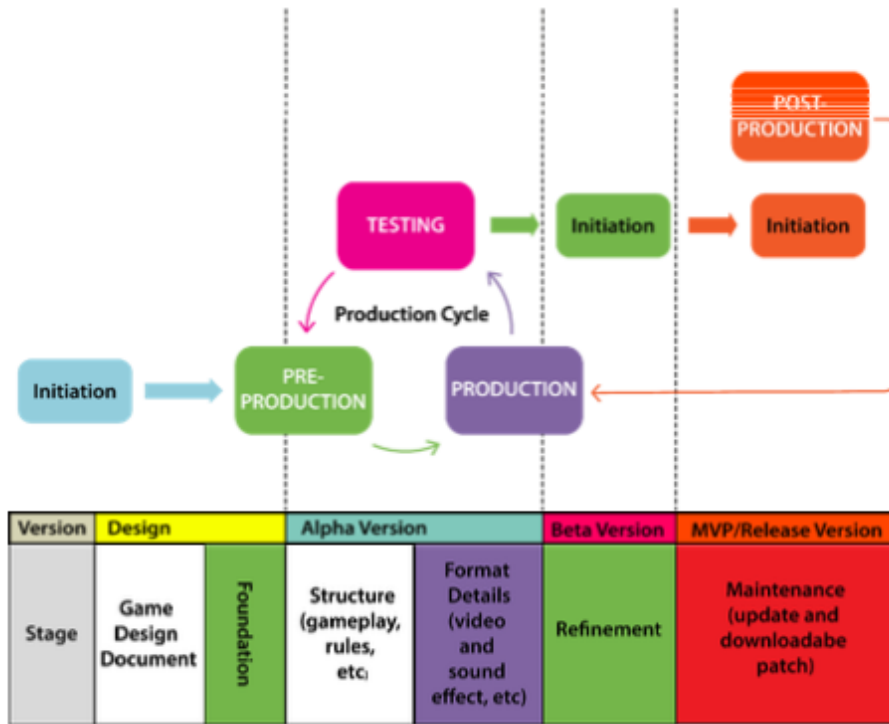 POST-
PRODUCTION
TESTING
Initiation
Initiation
Production Cycle
Initiation
PRE-
PRODUCTION
PRODUCTION
Version
Design
Alpha Version
Beta Version
MVP/Release Version
Stage
Game
Design
Document
Foundation
Structure
(gameplay,
rules,
etc)
Format
Details
(video
and
sound
effect, etc)
Refinement
Maintenance
(update and
downloadabe
patch)